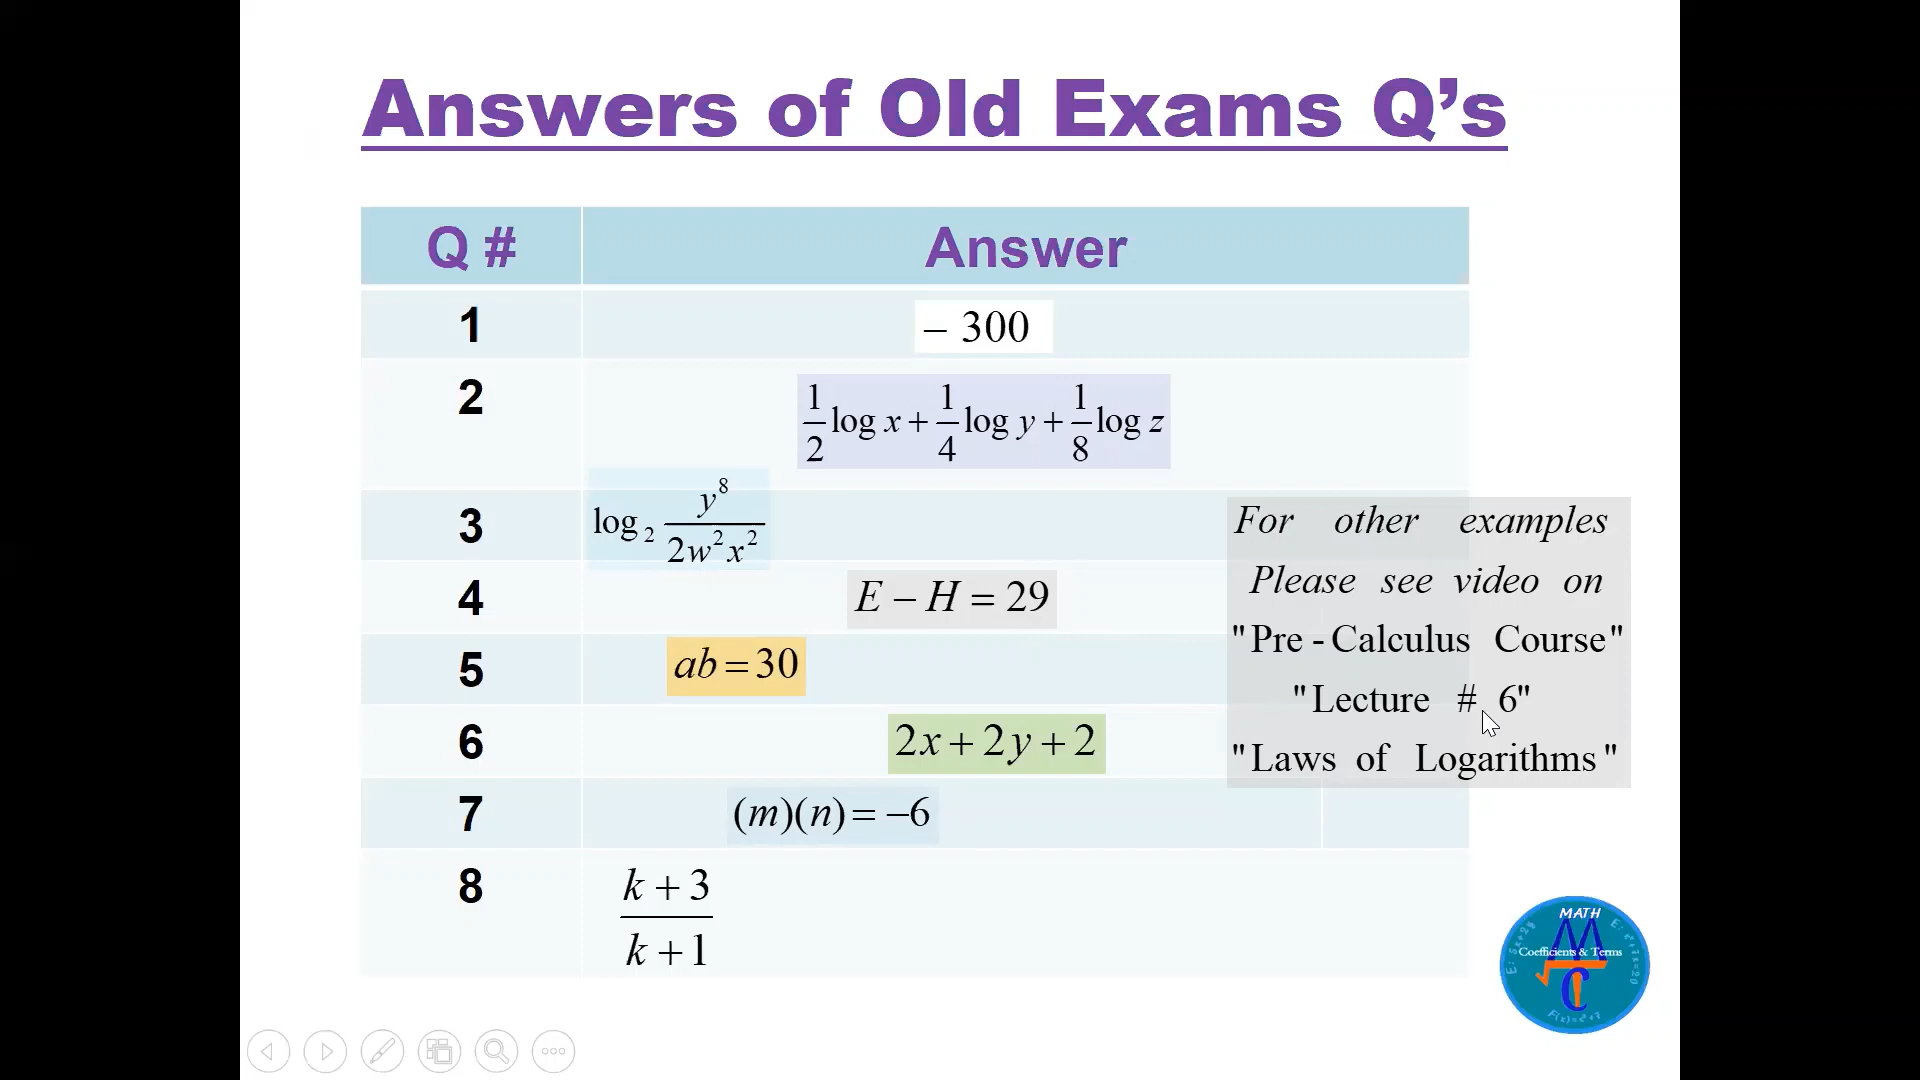 Answers of Old Exams Q’s
Q # Answer
1 – 300
2 1/2 log x + 1/4 log y + 1/8 log z
3 log₂ y⁸/2w²x²
4 E – H = 29
5 ab = 30
6 2x + 2y + 2
7 (m)(n) = –6
8 k + 3/k + 1
For other examples
Please see video on
"Pre - Calculus Course"
"Lecture # 6"
"Laws of Logarithms"
MATH
Coefficients & Terms